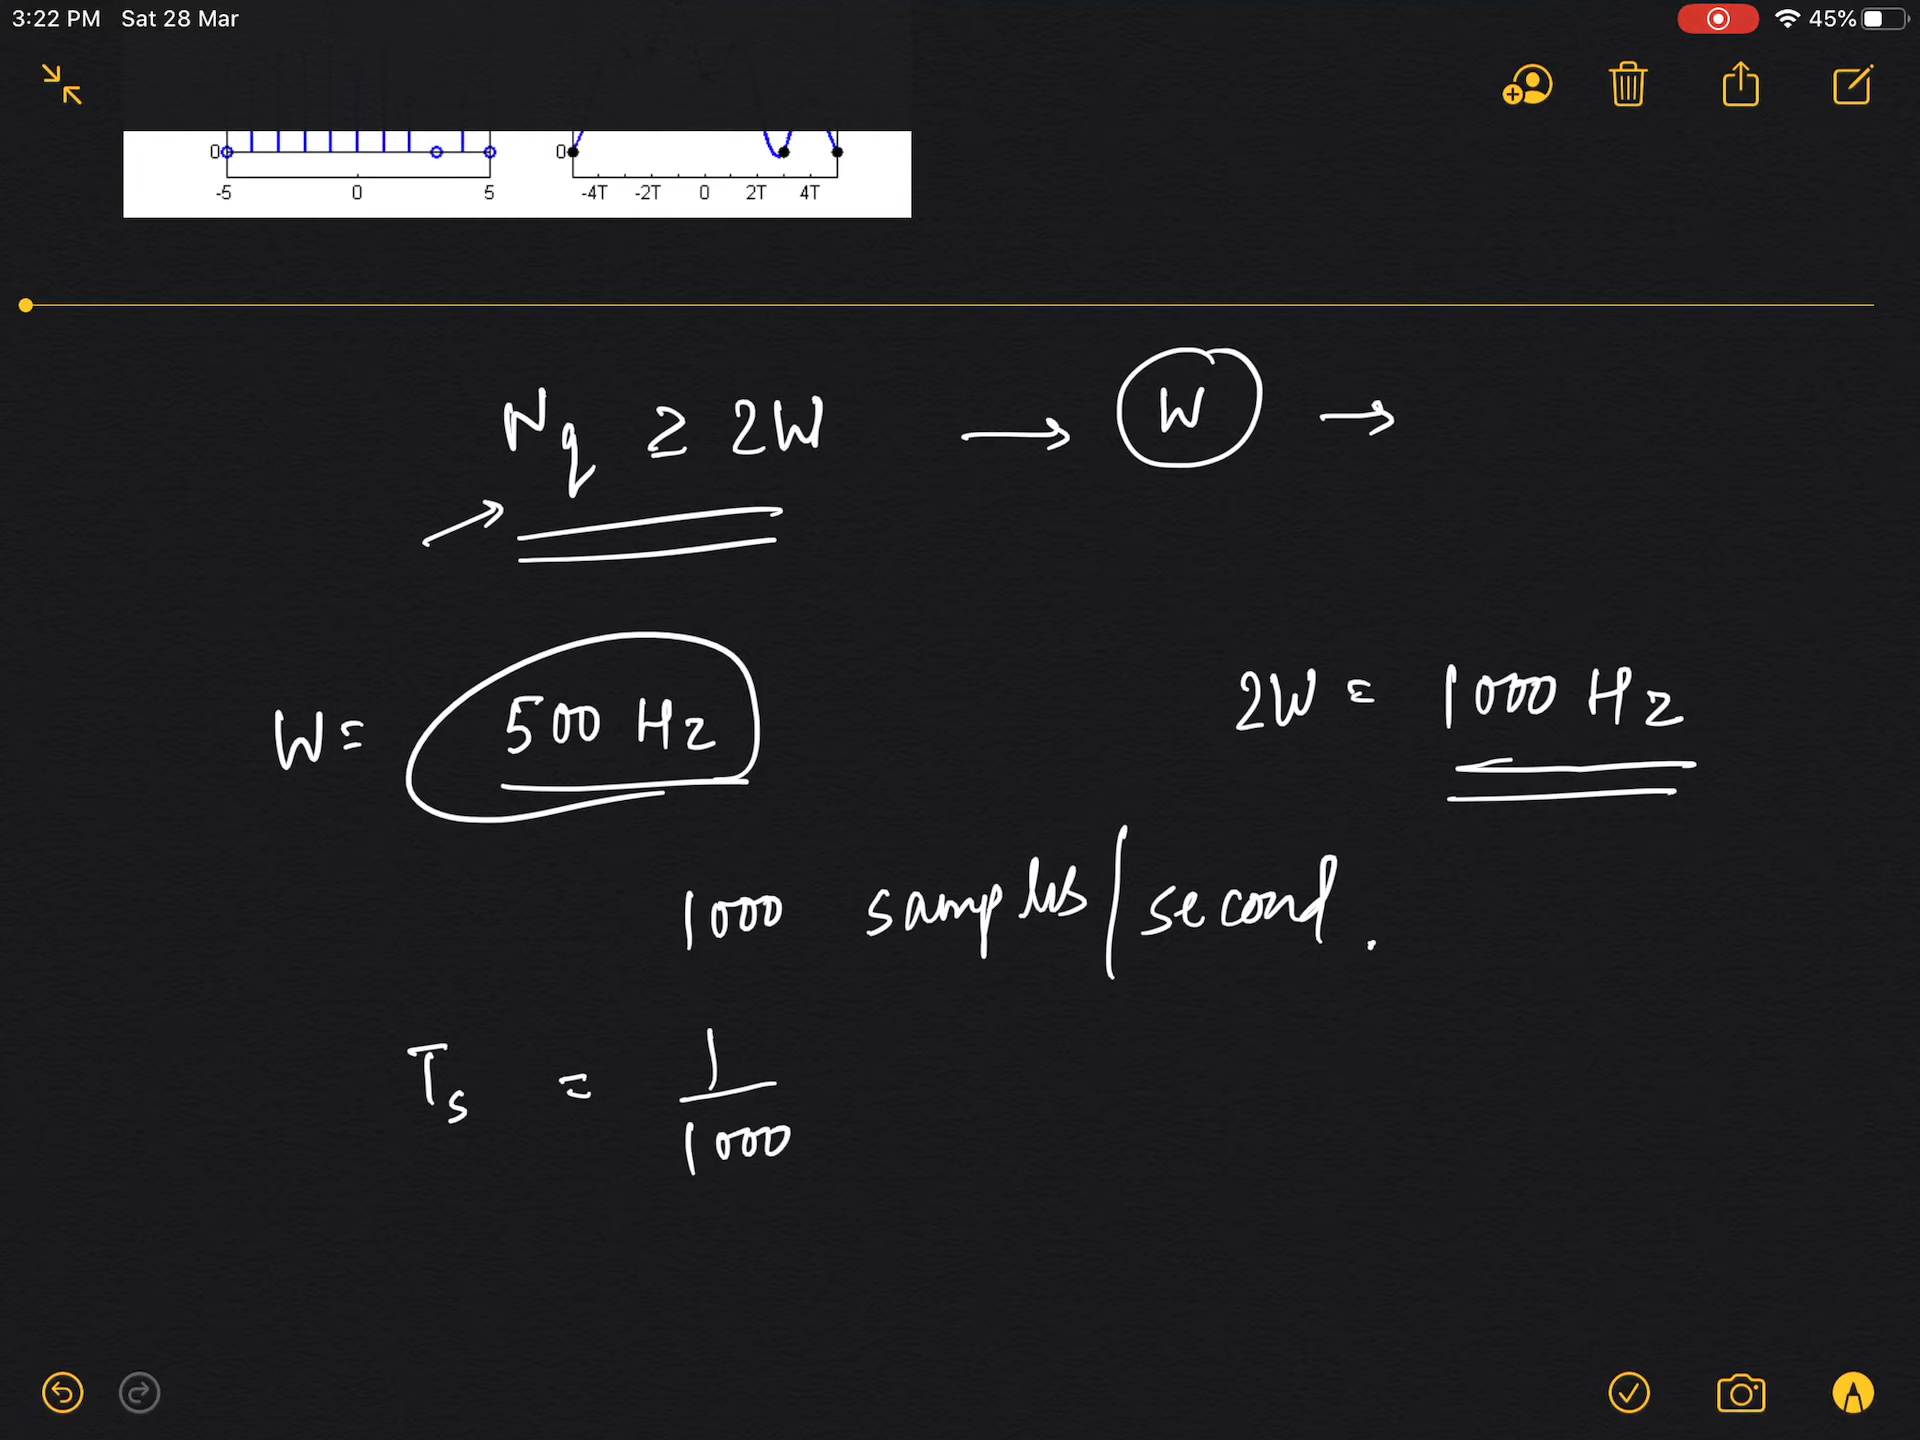 3:22 PM Sat 28 Mar 45%
0 0
-5 0 5 -4T -2T 0 2T 4T
Nq ≥ 2W → W →
W = 500 Hz 2W = 1000 Hz
1000 samples/second.
Ts = 1/1000